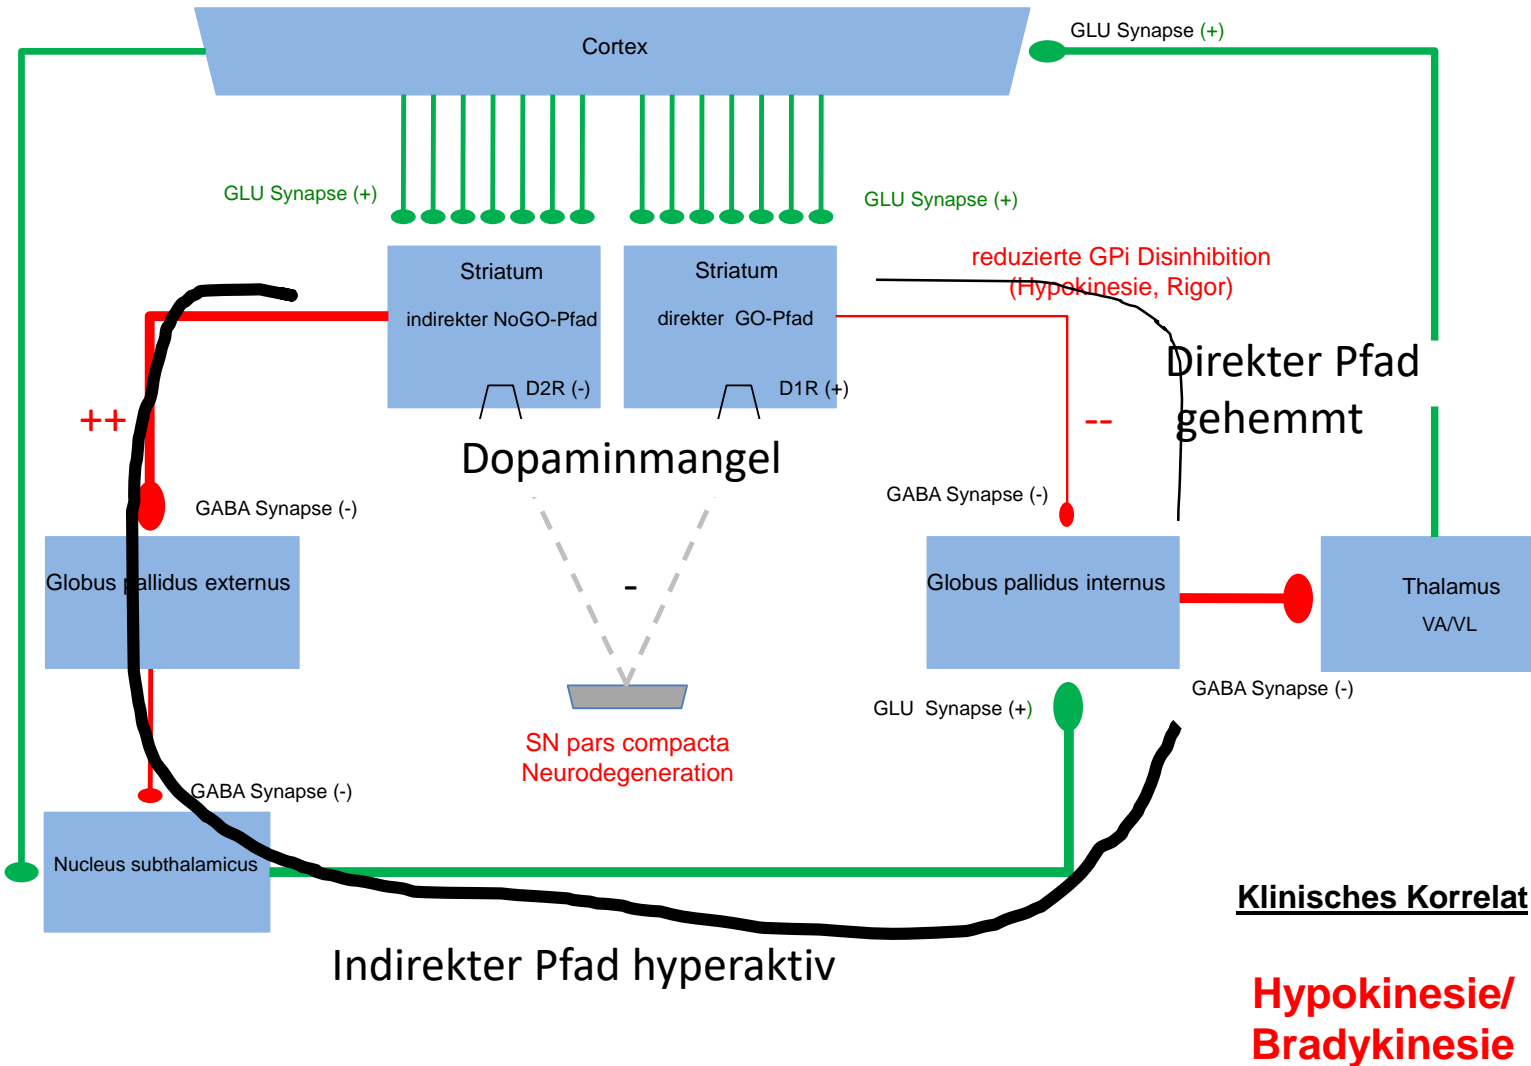 GLU Synapse (+)
Cortex
GLU Synapse (+)
GLU Synapse (+)
Striatum
indirekter NoGO-Pfad
D2R (-)
Striatum
direkter  GO-Pfad
D1R (+)
reduzierte GPi Disinhibition
(Hypokinesie, Rigor)
Direkter Pfad
gehemmt
++
--
Dopaminmangel
GABA Synapse (-)
GABA Synapse (-)
Globus pallidus externus
-
Globus pallidus internus
Thalamus
VA/VL
GABA Synapse (-)
GLU  Synapse (+)
SN pars compacta
Neurodegeneration
GABA Synapse (-)
Nucleus subthalamicus
Klinisches Korrelat
Indirekter Pfad hyperaktiv
Hypokinesie/
Bradykinesie